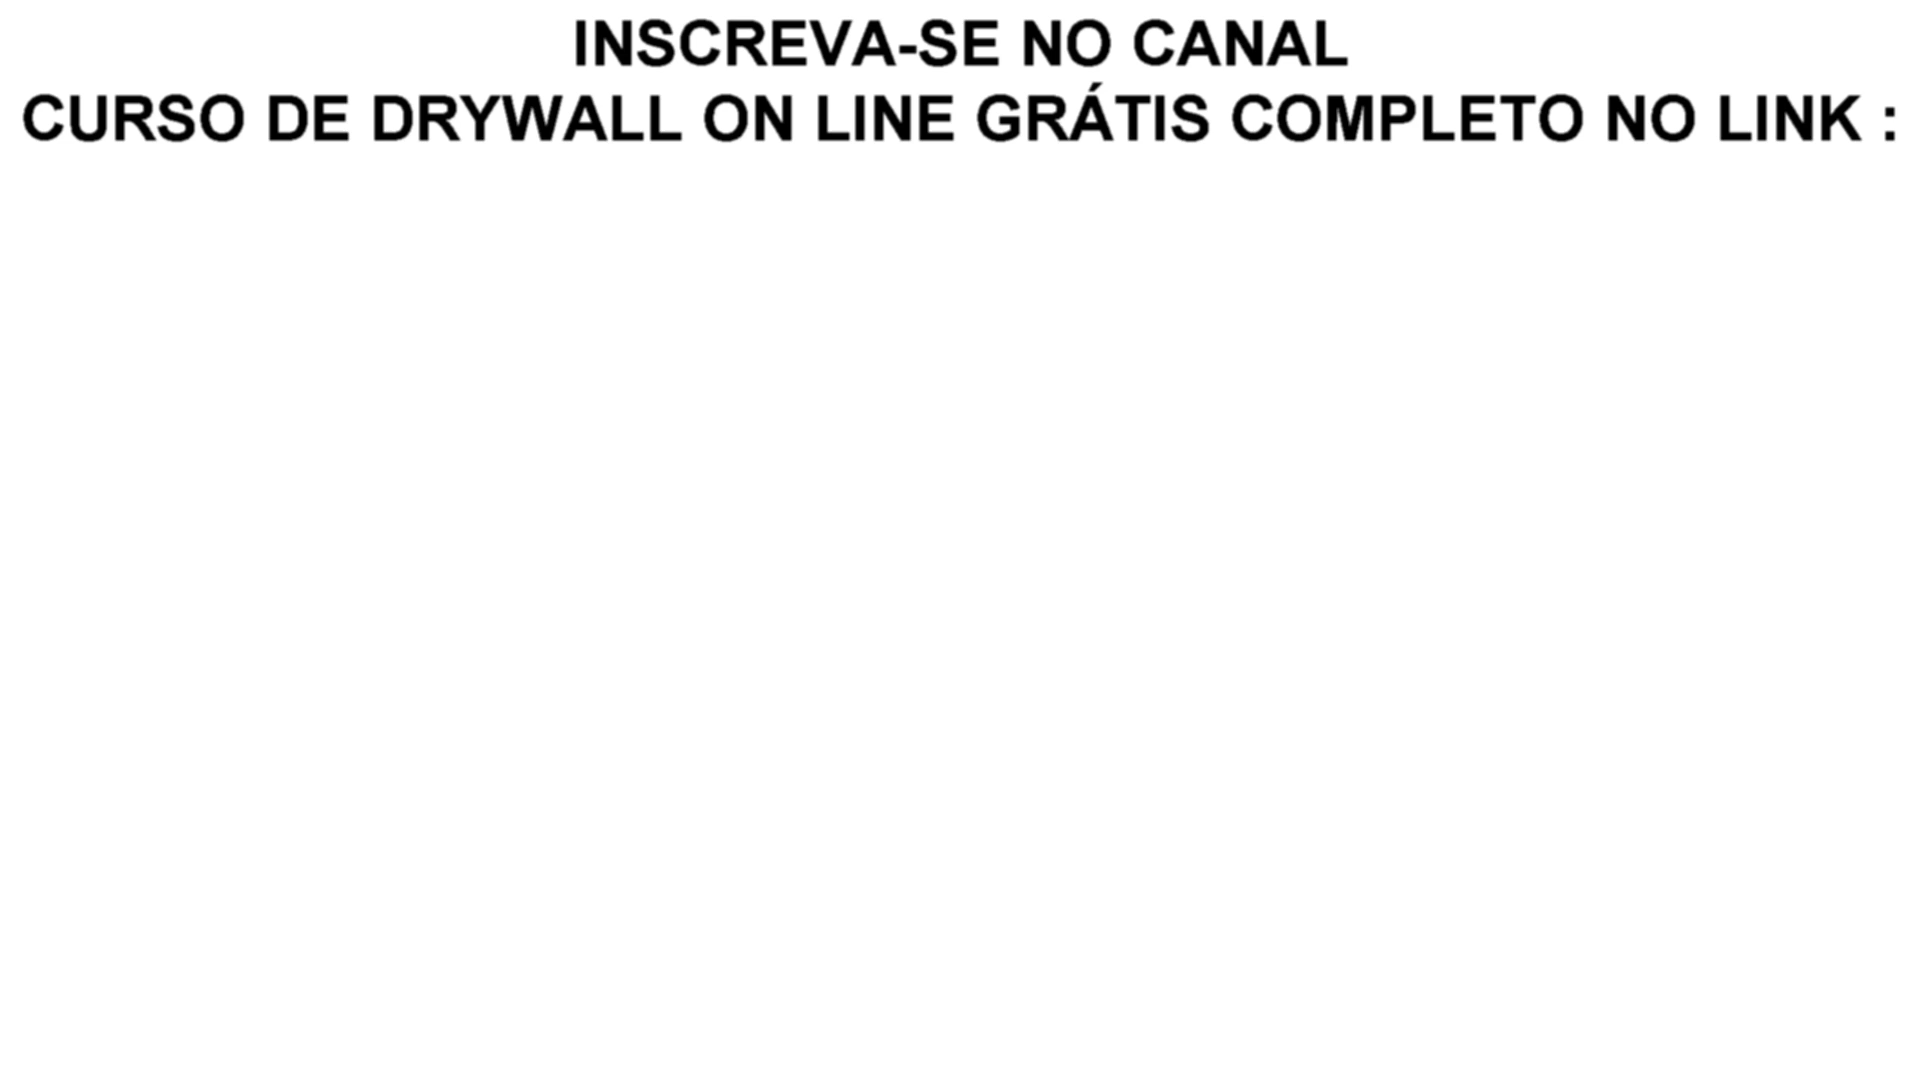 INSCREVA-SE NO CANAL
CURSO DE DRYWALL ON LINE GRÁTIS COMPLETO NO LINK :